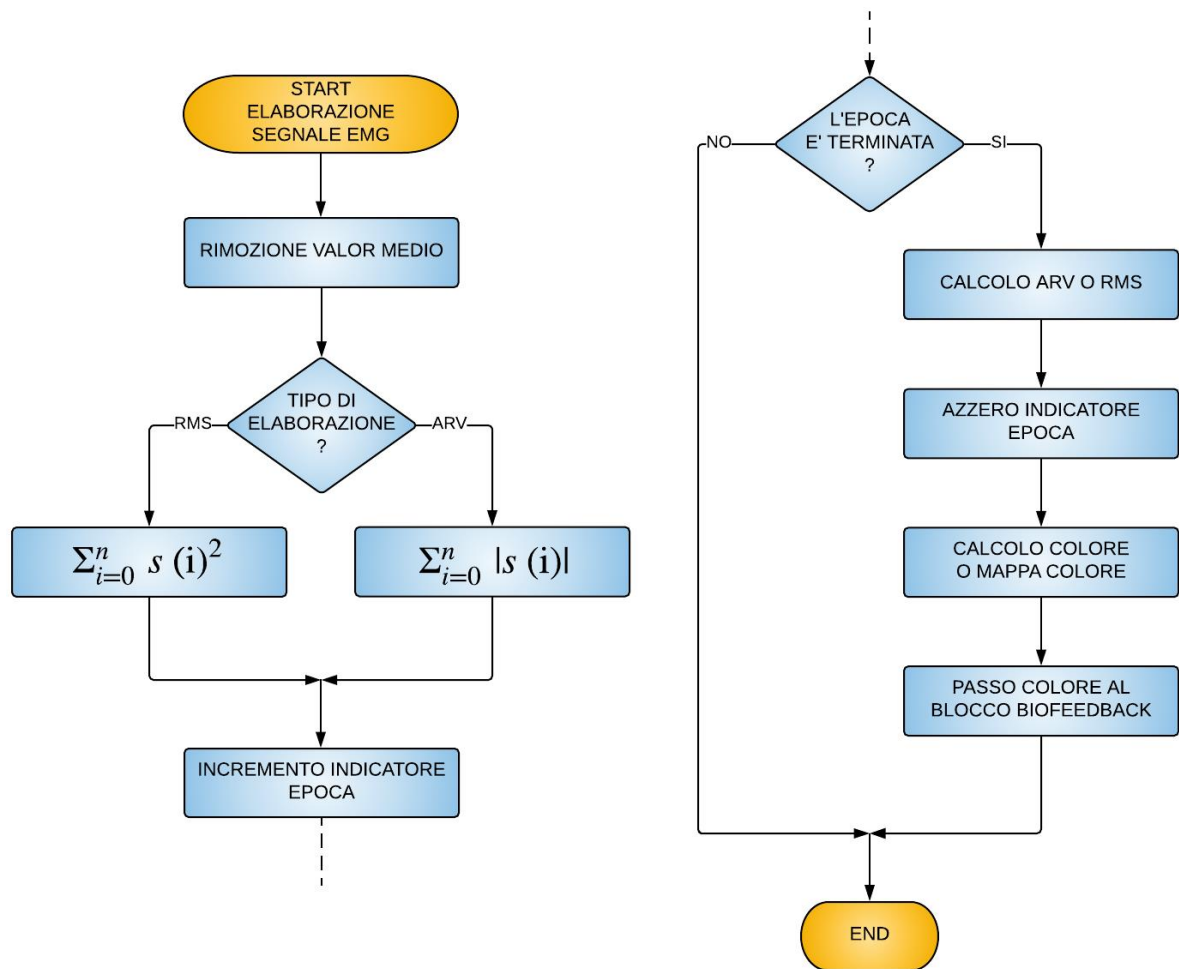 START
ELABORAZIONE
SEGNALE EMG
RIMOZIONE VALOR MEDIO
TIPO DI
ELABORAZIONE
?
RMS
ARV
Σⁿᵢ₌₀ s (i)²
Σⁿᵢ₌₀ |s (i)|
INCREMENTO INDICATORE
EPOCA
L'EPOCA
E' TERMINATA
?
NO
SI
CALCOLO ARV O RMS
AZZERO INDICATORE
EPOCA
CALCOLO COLORE
O MAPPA COLORE
PASSO COLORE AL
BLOCCO BIOFEEDBACK
END